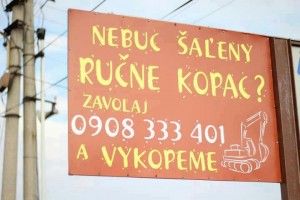 NEBUĎ ŠAĽENÝ
RUČNE KOPAŤ?
ZAVOLAJ
0908 333 401
A VYKOPEME